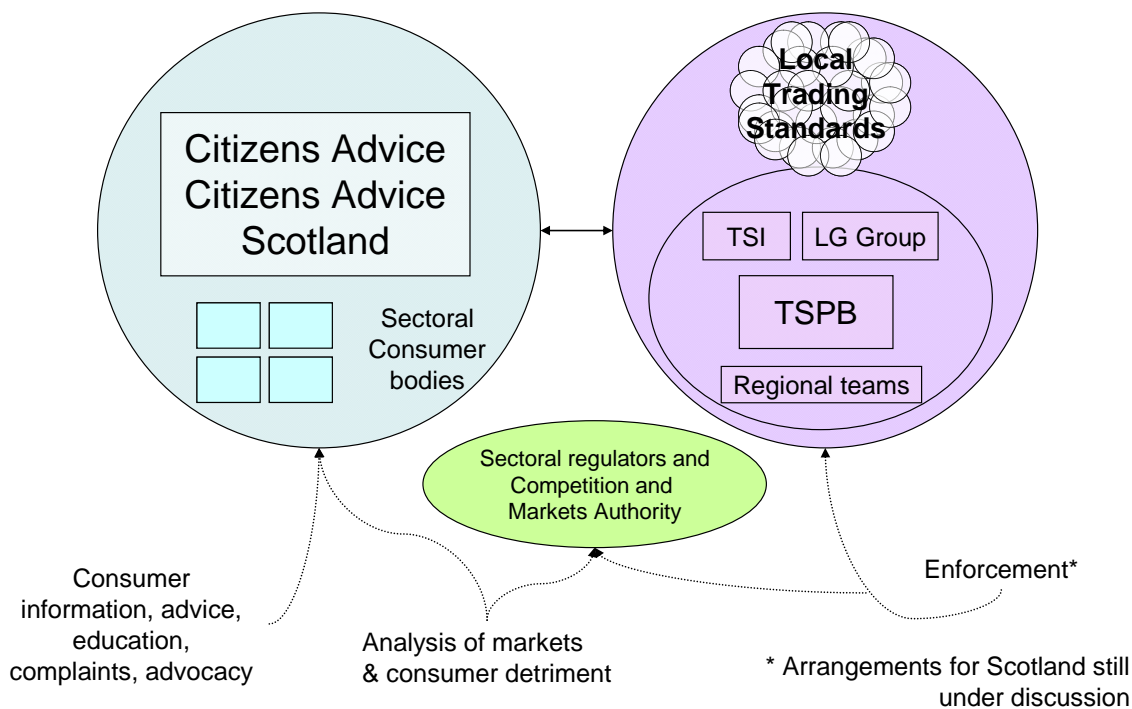 Local
Trading
Standards
Citizens Advice
Citizens Advice
Scotland
TSI
LG Group
TSPB
Sectoral
Consumer
bodies
Regional teams
Sectoral regulators and
Competition and
Markets Authority
Consumer
information, advice,
education,
complaints, advocacy
Analysis of markets
& consumer detriment
Enforcement*
* Arrangements for Scotland still
under discussion